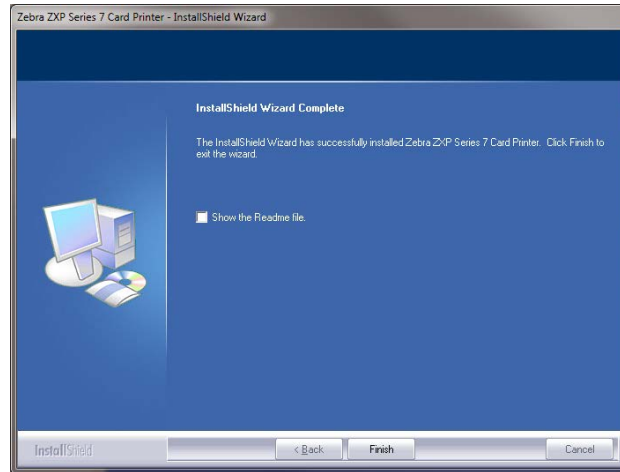 Zebra ZXP Series 7 Card Printer - InstallShield Wizard
InstallShield Wizard Complete
The InstallShield Wizard has successfully installed Zebra ZXP Series 7 Card Printer. Click Finish to
exit the wizard.
Show the Readme file.
InstallShield
< Back
Finish
Cancel